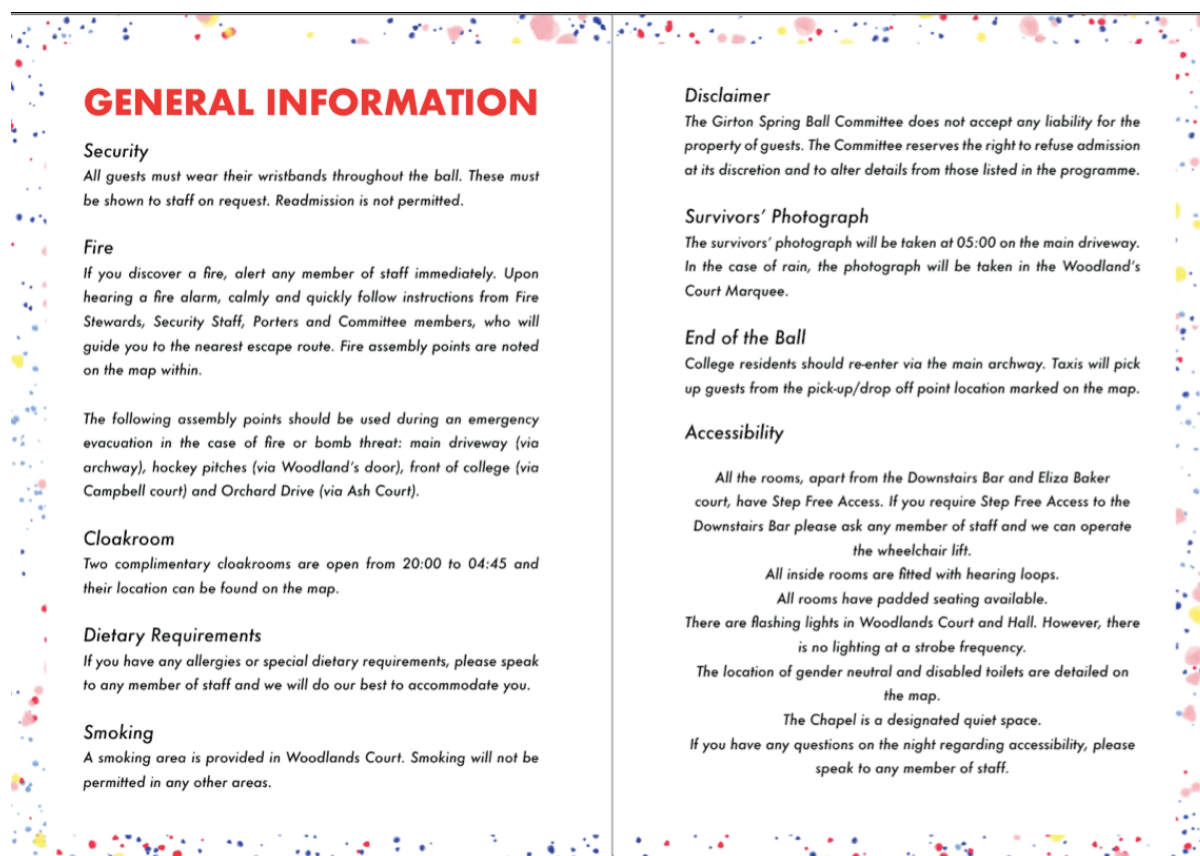 GENERAL INFORMATION
Security
All guests must wear their wristbands throughout the ball. These must
be shown to staff on request. Readmission is not permitted.
Fire
If you discover a fire, alert any member of staff immediately. Upon
hearing a fire alarm, calmly and quickly follow instructions from Fire
Stewards, Security Staff, Porters and Committee members, who will
guide you to the nearest escape route. Fire assembly points are noted
on the map within.
The following assembly points should be used during an emergency
evacuation in the case of fire or bomb threat: main driveway (via
archway), hockey pitches (via Woodland's door), front of college (via
Campbell court) and Orchard Drive (via Ash Court).
Cloakroom
Two complimentary cloakrooms are open from 20:00 to 04:45 and
their location can be found on the map.
Dietary Requirements
If you have any allergies or special dietary requirements, please speak
to any member of staff and we will do our best to accommodate you.
Smoking
A smoking area is provided in Woodlands Court. Smoking will not be
permitted in any other areas.
Disclaimer
The Girton Spring Ball Committee does not accept any liability for the
property of guests. The Committee reserves the right to refuse admission
at its discretion and to alter details from those listed in the programme.
Survivors' Photograph
The survivors' photograph will be taken at 05:00 on the main driveway.
In the case of rain, the photograph will be taken in the Woodland's
Court Marquee.
End of the Ball
College residents should re-enter via the main archway. Taxis will pick
up guests from the pick-up/drop off point location marked on the map.
Accessibility
All the rooms, apart from the Downstairs Bar and Eliza Baker
court, have Step Free Access. If you require Step Free Access to the
Downstairs Bar please ask any member of staff and we can operate
the wheelchair lift.
All inside rooms are fitted with hearing loops.
All rooms have padded seating available.
There are flashing lights in Woodlands Court and Hall. However, there
is no lighting at a strobe frequency.
The location of gender neutral and disabled toilets are detailed on
the map.
The Chapel is a designated quiet space.
If you have any questions on the night regarding accessibility, please
speak to any member of staff.